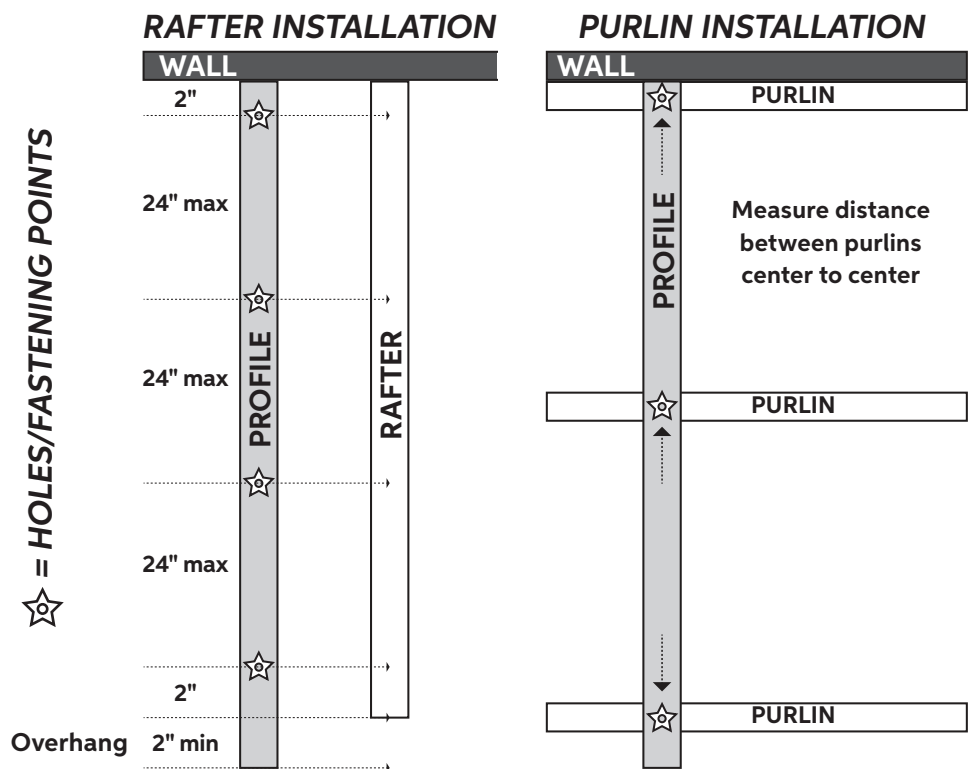 RAFTER INSTALLATION
WALL
2"
24" max
24" max
24" max
2"
Overhang 2" min
PROFILE
RAFTER
= HOLES/FASTENING POINTS
PURLIN INSTALLATION
WALL
PURLIN
PROFILE
Measure distance
between purlins
center to center
PURLIN
PURLIN